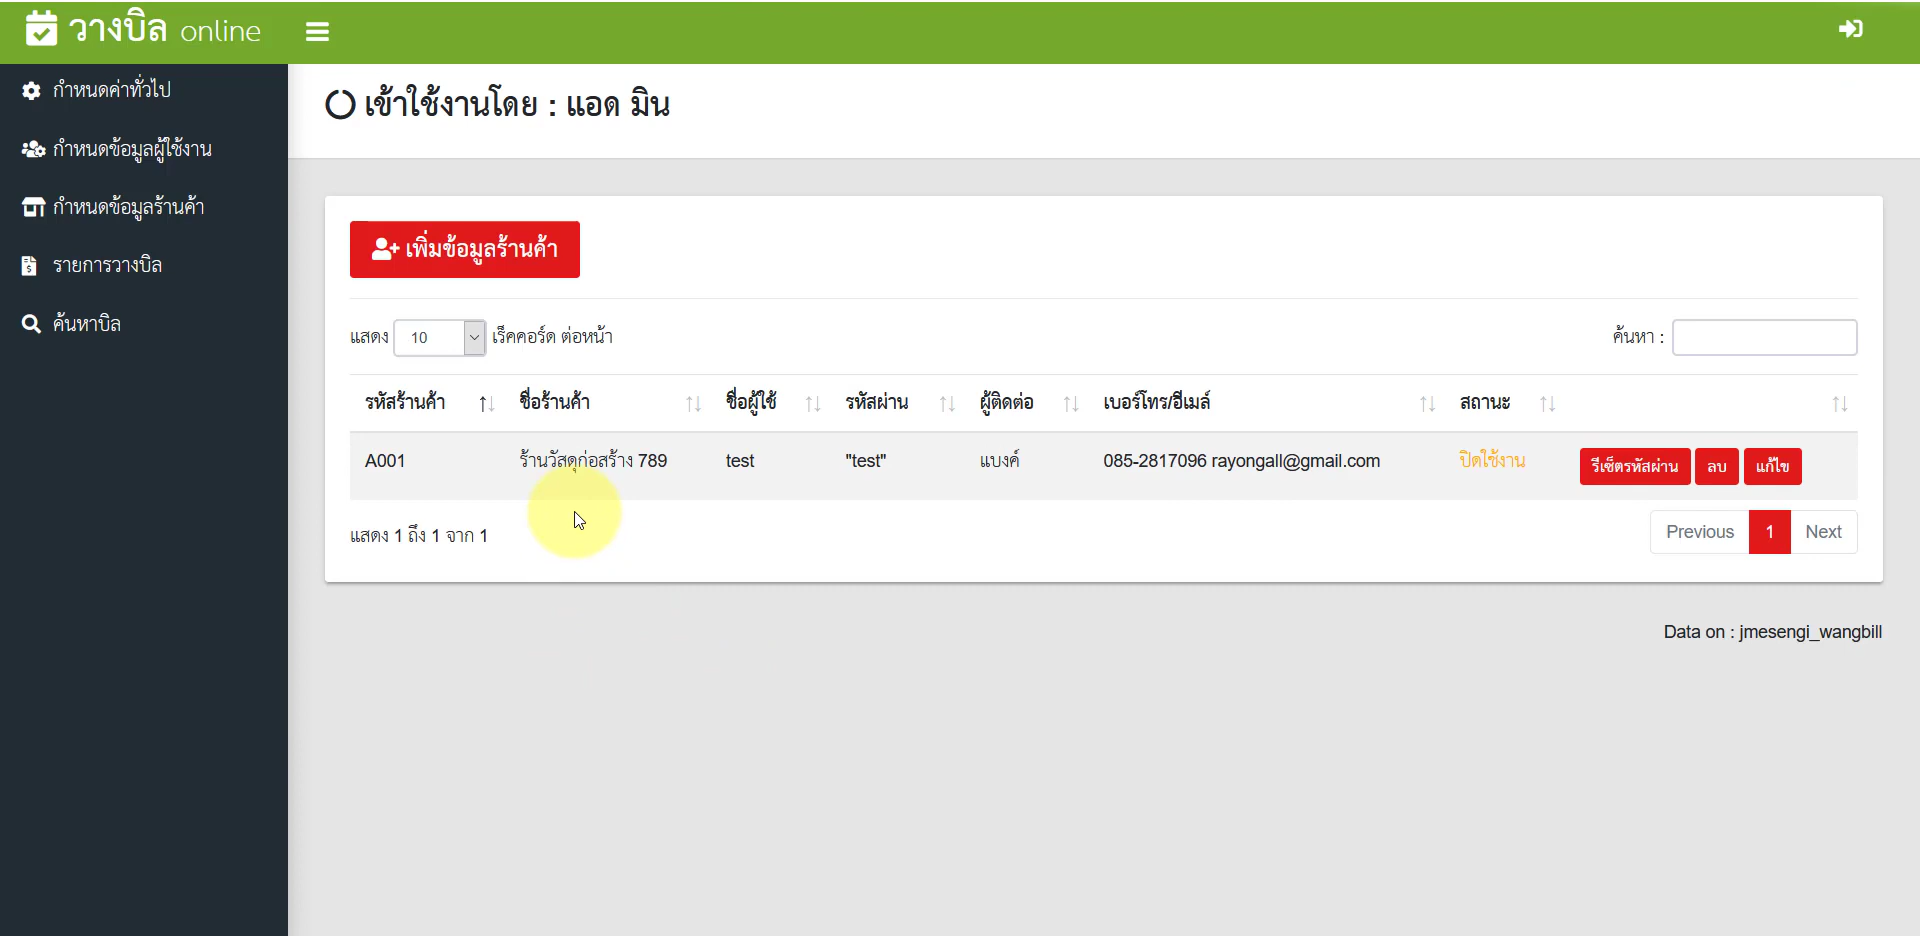 วางบิล online
กำหนดค่าทั่วไป
กำหนดข้อมูลผู้ใช้งาน
กำหนดข้อมูลร้านค้า
รายการวางบิล
ค้นหาบิล
เข้าใช้งานโดย : แอด มิน
เพิ่มข้อมูลร้านค้า
แสดง 10 เร็คคอร์ด ต่อหน้า
ค้นหา :
รหัสร้านค้า ชื่อร้านค้า ชื่อผู้ใช้ รหัสผ่าน ผู้ติดต่อ เบอร์โทร/อีเมล์ สถานะ
A001 ร้านวัสดุก่อสร้าง 789 test "test" แบงค์ 085-2817096 rayongall@gmail.com ปิดใช้งาน รีเซ็ตรหัสผ่าน ลบ แก้ไข
แสดง 1 ถึง 1 จาก 1
Previous 1 Next
Data on : jmesengi_wangbill